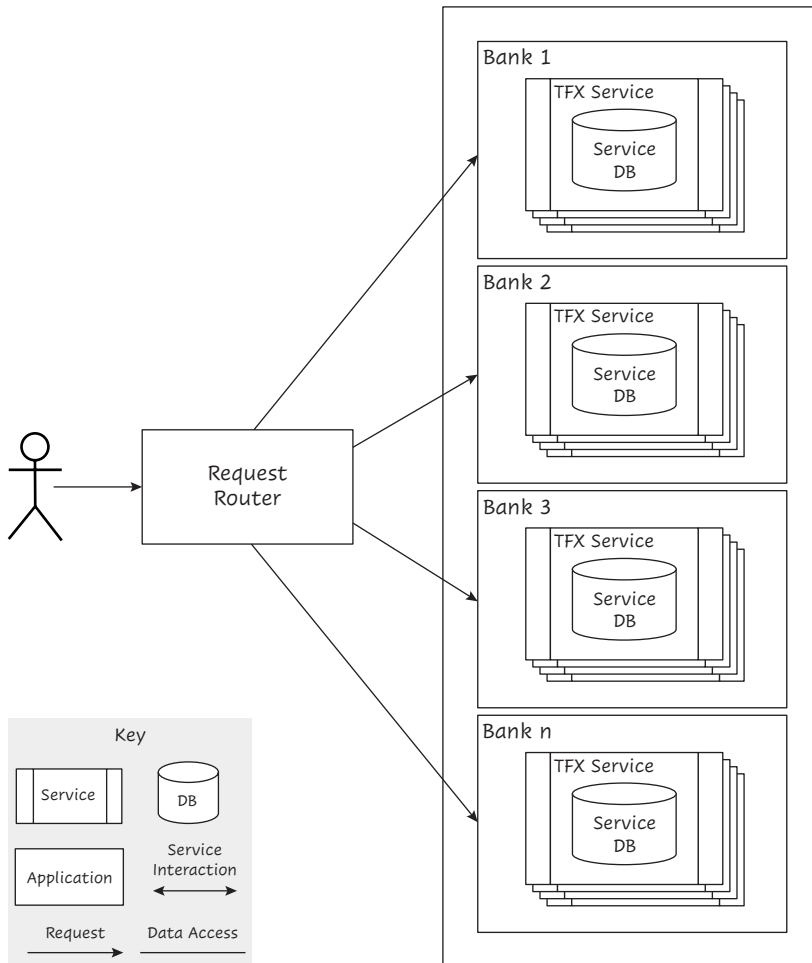 Bank 1
TFX Service
Service
DB
Bank 2
TFX Service
Service
DB
Request
Router
Bank 3
TFX Service
Service
DB
Bank n
TFX Service
Service
DB
Key
Service
DB
Application
Service
Interaction
Request
Data Access